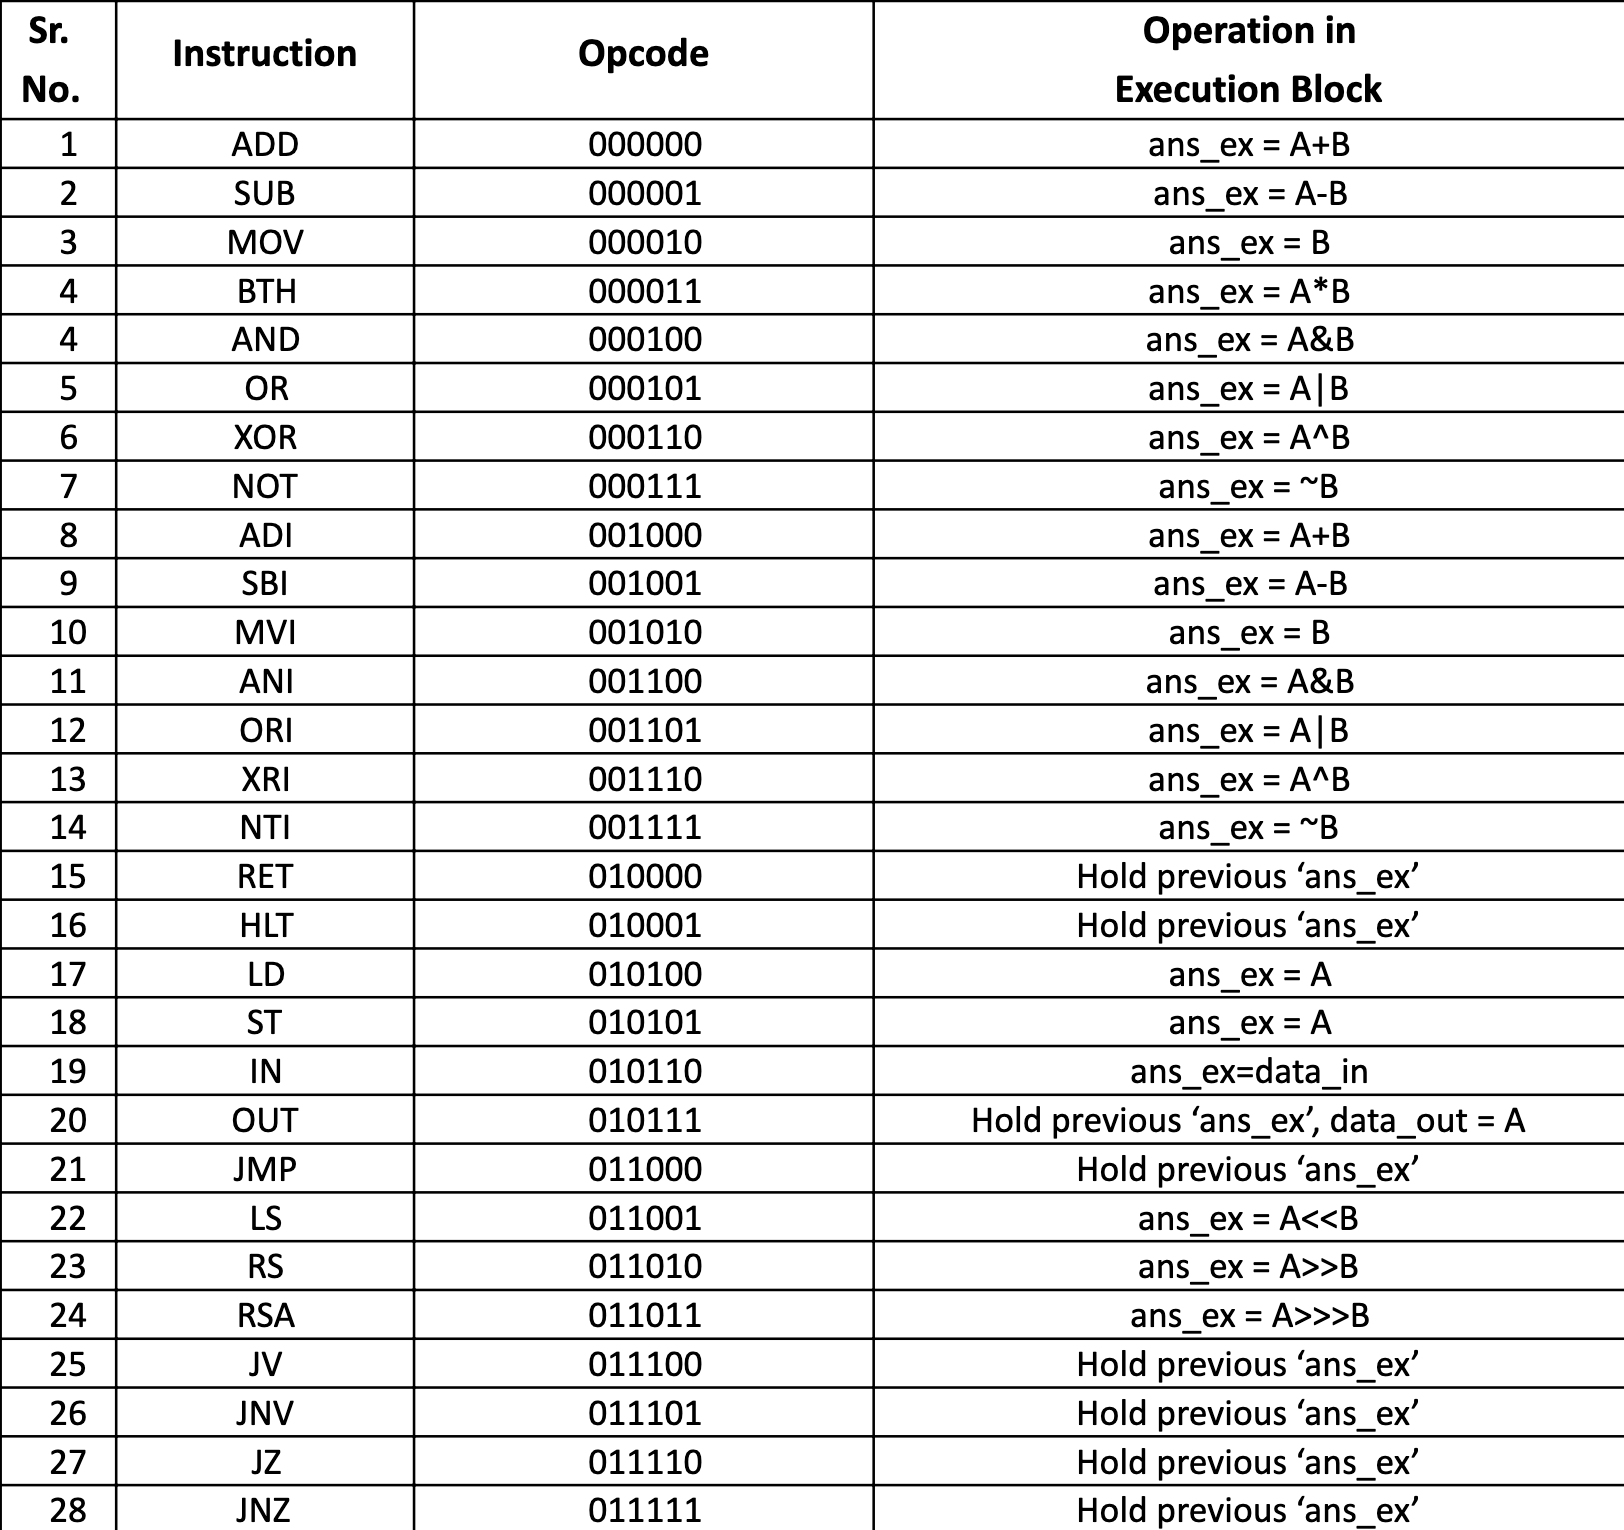 Sr. No. Instruction Opcode Operation in Execution Block
1 ADD 000000 ans_ex = A+B
2 SUB 000001 ans_ex = A-B
3 MOV 000010 ans_ex = B
4 BTH 000011 ans_ex = A*B
4 AND 000100 ans_ex = A&B
5 OR 000101 ans_ex = A|B
6 XOR 000110 ans_ex = A^B
7 NOT 000111 ans_ex = ~B
8 ADI 001000 ans_ex = A+B
9 SBI 001001 ans_ex = A-B
10 MVI 001010 ans_ex = B
11 ANI 001100 ans_ex = A&B
12 ORI 001101 ans_ex = A|B
13 XRI 001110 ans_ex = A^B
14 NTI 001111 ans_ex = ~B
15 RET 010000 Hold previous ‘ans_ex’
16 HLT 010001 Hold previous ‘ans_ex’
17 LD 010100 ans_ex = A
18 ST 010101 ans_ex = A
19 IN 010110 ans_ex=data_in
20 OUT 010111 Hold previous ‘ans_ex’, data_out = A
21 JMP 011000 Hold previous ‘ans_ex’
22 LS 011001 ans_ex = A<<B
23 RS 011010 ans_ex = A>>B
24 RSA 011011 ans_ex = A>>>B
25 JV 011100 Hold previous ‘ans_ex’
26 JNV 011101 Hold previous ‘ans_ex’
27 JZ 011110 Hold previous ‘ans_ex’
28 JNZ 011111 Hold previous ‘ans_ex’